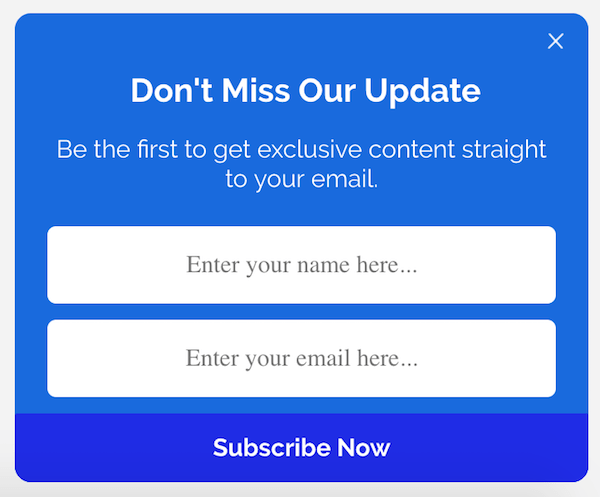 Don't Miss Our Update
Be the first to get exclusive content straight
to your email.
Enter your name here...
Enter your email here...
Subscribe Now